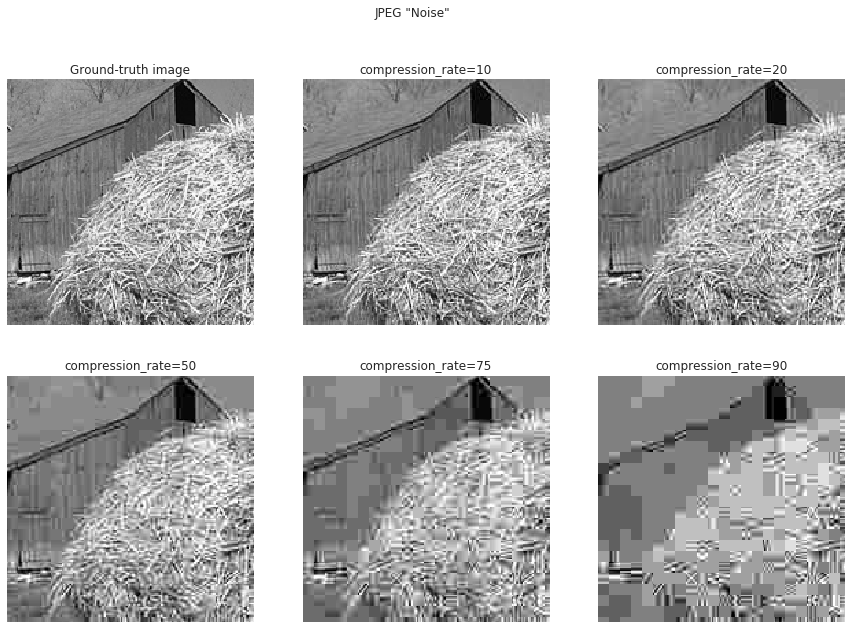 JPEG "Noise"
Ground-truth image
compression_rate=10
compression_rate=20
compression_rate=50
compression_rate=75
compression_rate=90